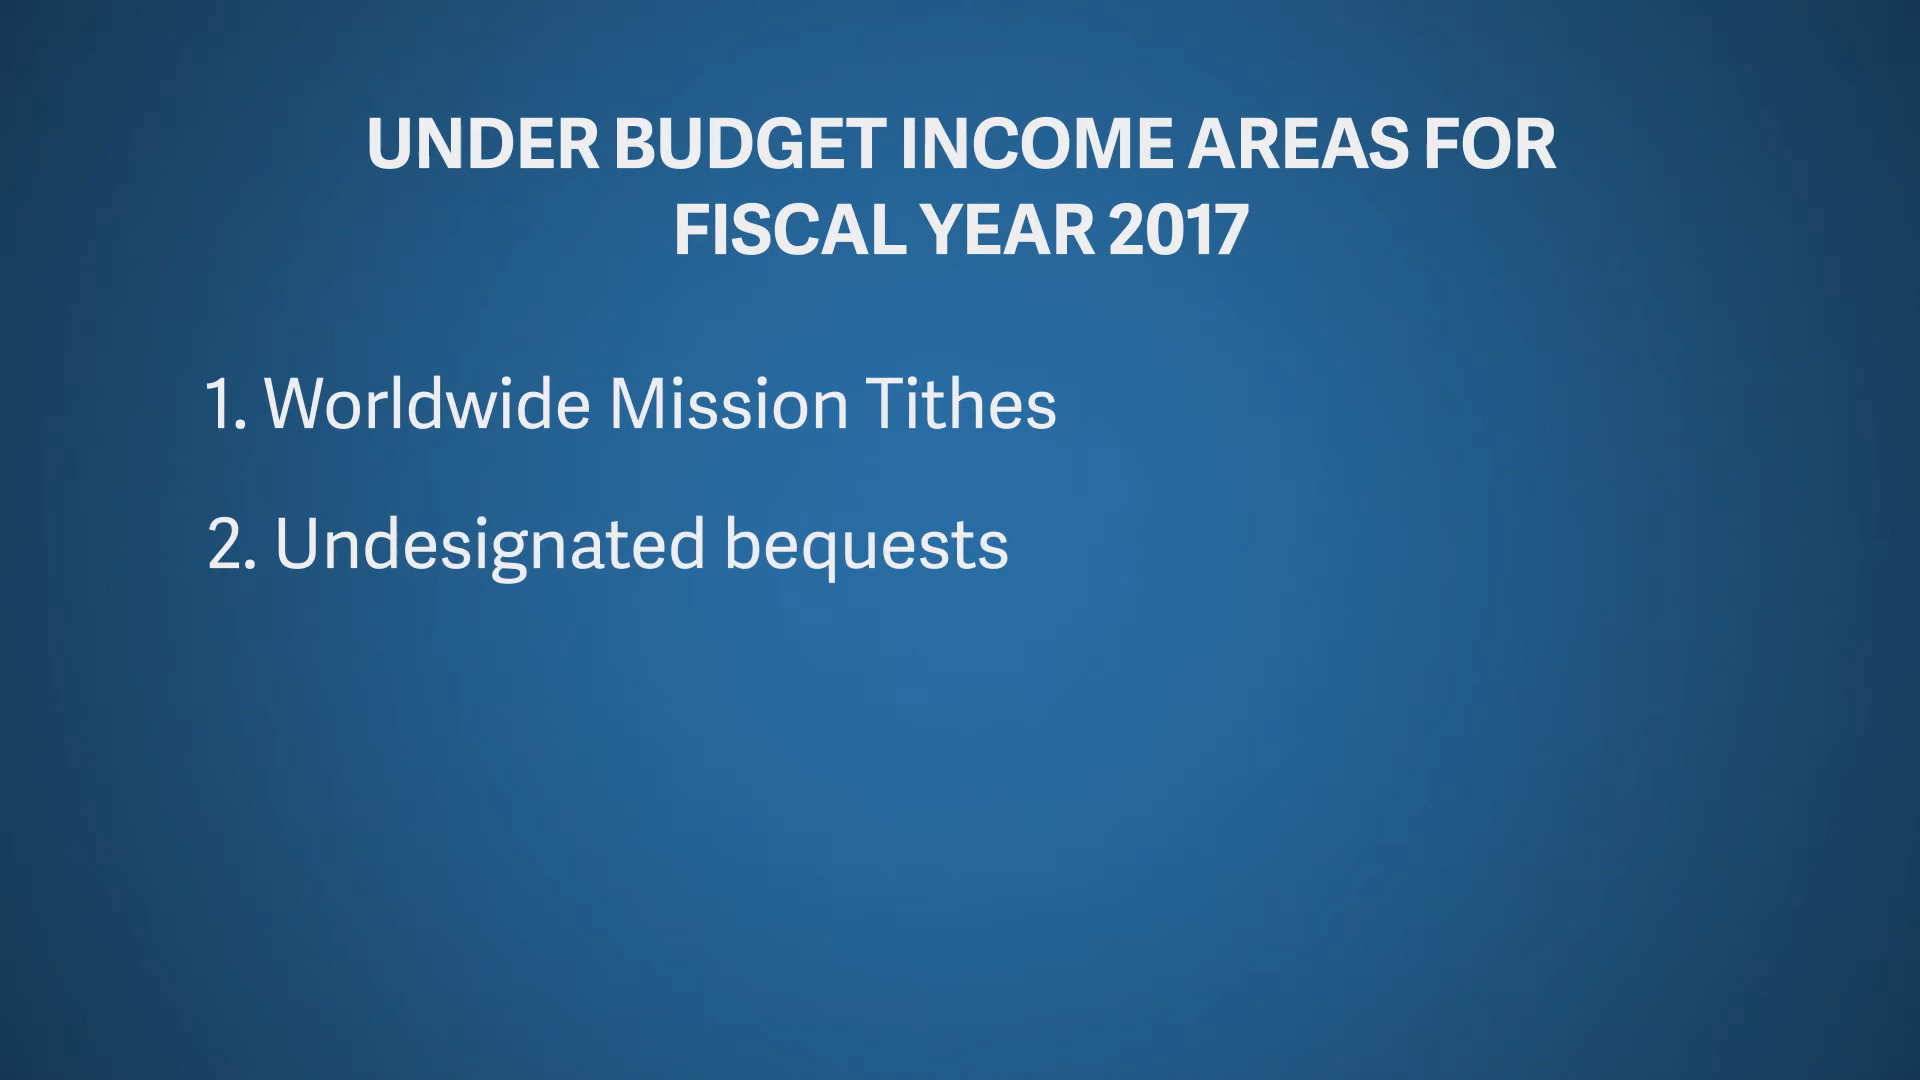 UNDER BUDGET INCOME AREAS FOR
FISCAL YEAR 2017
1. Worldwide Mission Tithes
2. Undesignated bequests